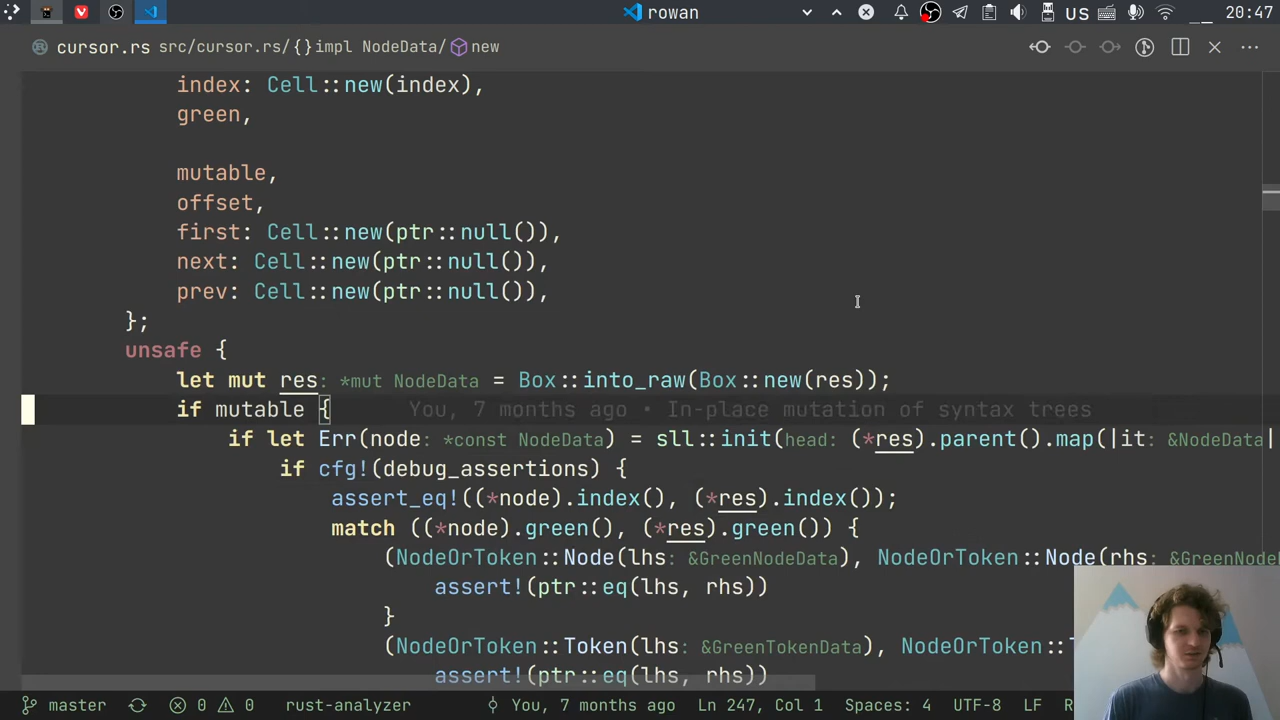 rowan
US
20:47
cursor.rs src/cursor.rs/{}impl NodeData/new
index: Cell::new(index),
green,
mutable,
offset,
first: Cell::new(ptr::null()),
next: Cell::new(ptr::null()),
prev: Cell::new(ptr::null()),
};
unsafe {
let mut res: *mut NodeData = Box::into_raw(Box::new(res));
if mutable { You, 7 months ago • In-place mutation of syntax trees
if let Err(node: *const NodeData) = sll::init(head: (*res).parent().map(|it: &NodeData|
if cfg!(debug_assertions) {
assert_eq!((*node).index(), (*res).index());
match ((*node).green(), (*res).green()) {
(NodeOrToken::Node(lhs: &GreenNodeData), NodeOrToken::Node(rhs: &GreenNode
assert!(ptr::eq(lhs, rhs))
}
(NodeOrToken::Token(lhs: &GreenTokenData), NodeOrToken::
assert!(ptr::eq(lhs, rhs))
master 0 0 rust-analyzer You, 7 months ago Ln 247, Col 1 Spaces: 4 UTF-8 LF